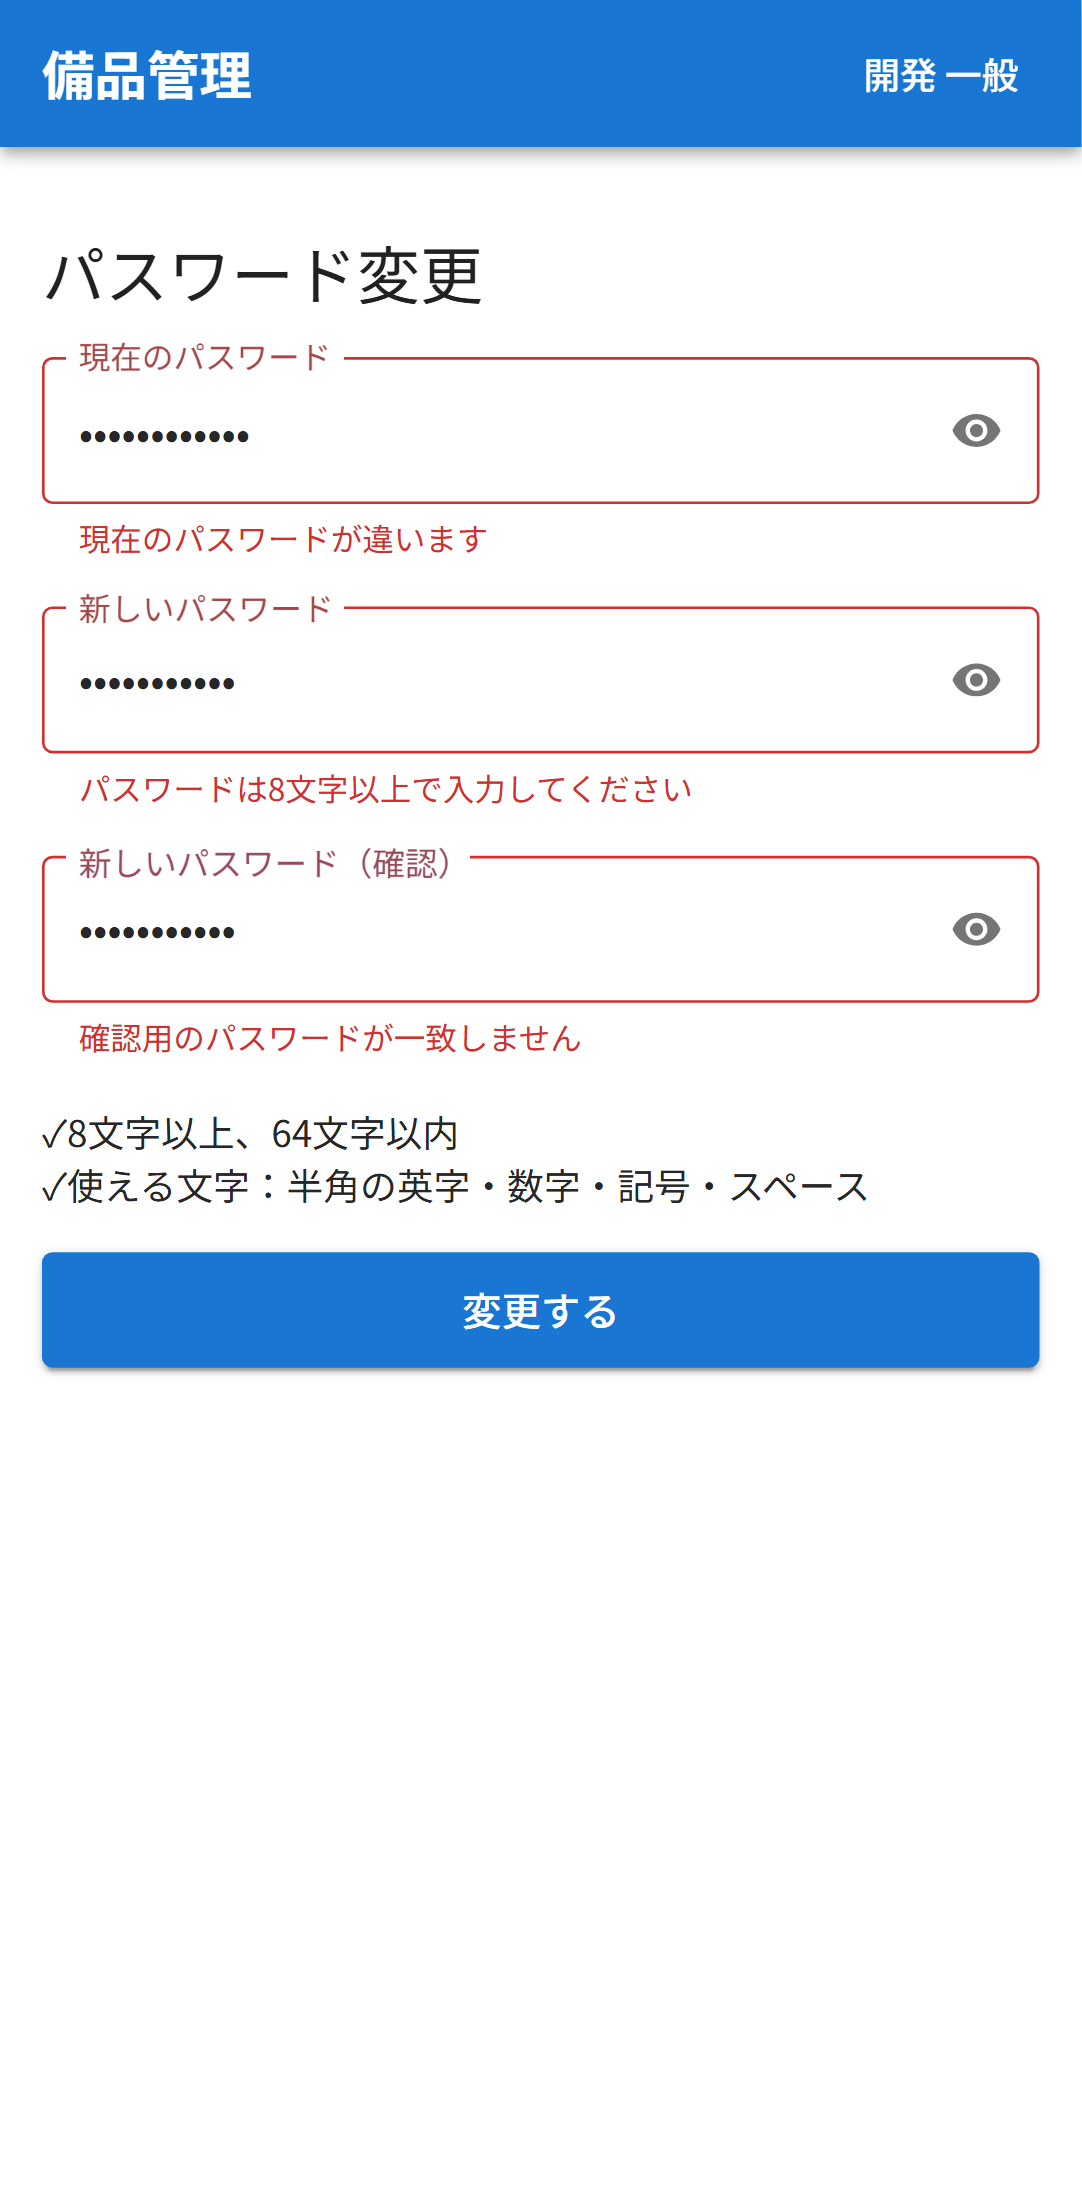 備品管理
開発 一般
パスワード変更
現在のパスワード
••••••••••••
現在のパスワードが違います
新しいパスワード
•••••••••••
パスワードは8文字以上で入力してください
新しいパスワード（確認）
•••••••••••
確認用のパスワードが一致しません
✓8文字以上、64文字以内
✓使える文字：半角の英字・数字・記号・スペース
変更する